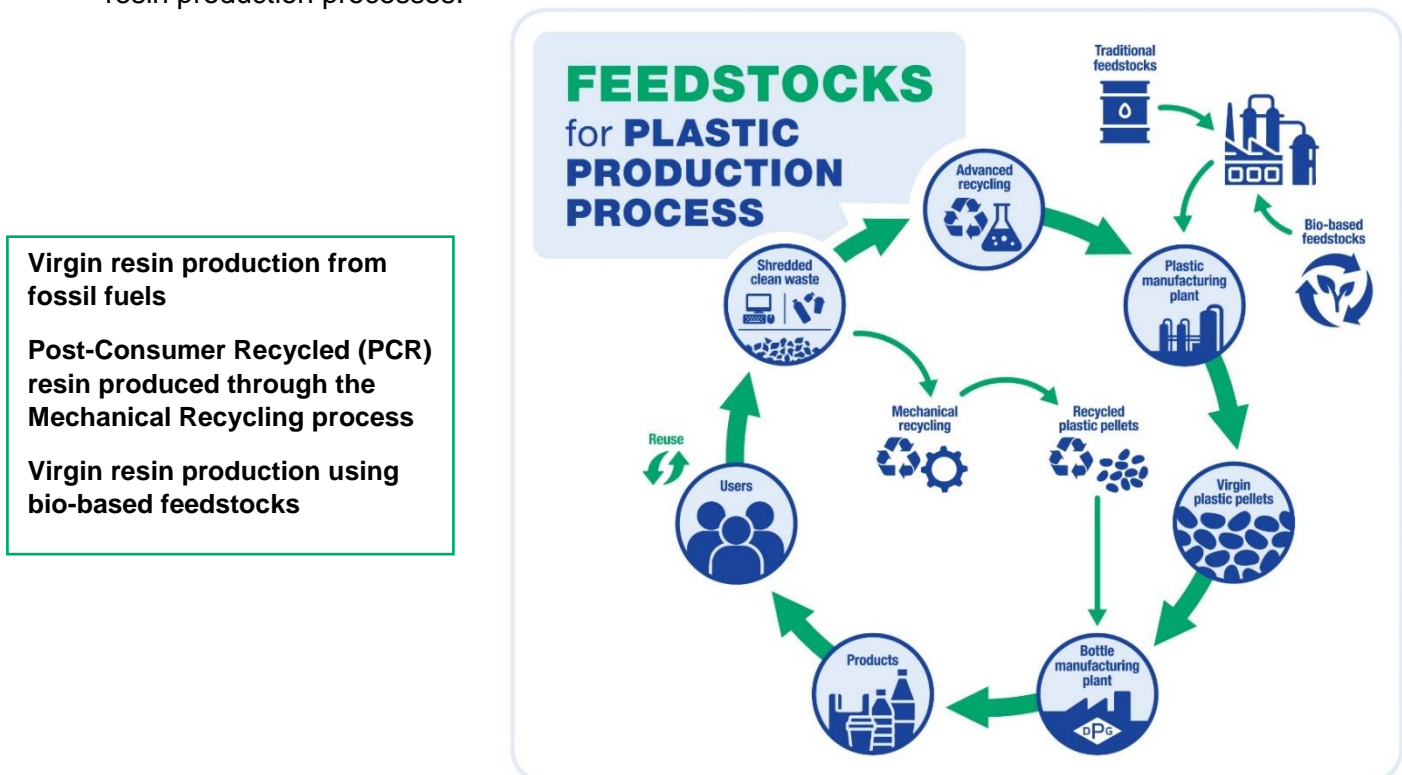 resin production processes.
Virgin resin production from
fossil fuels
Post-Consumer Recycled (PCR)
resin produced through the
Mechanical Recycling process
Virgin resin production using
bio-based feedstocks
FEEDSTOCKS
for PLASTIC
PRODUCTION
PROCESS
Traditional
feedstocks
Advanced
recycling
Bio-based
feedstocks
Shredded
clean waste
Plastic
manufacturing
plant
Mechanical
recycling
Recycled
plastic pellets
Reuse
Users
Virgin
plastic pellets
Products
Bottle
manufacturing
plant
DPG